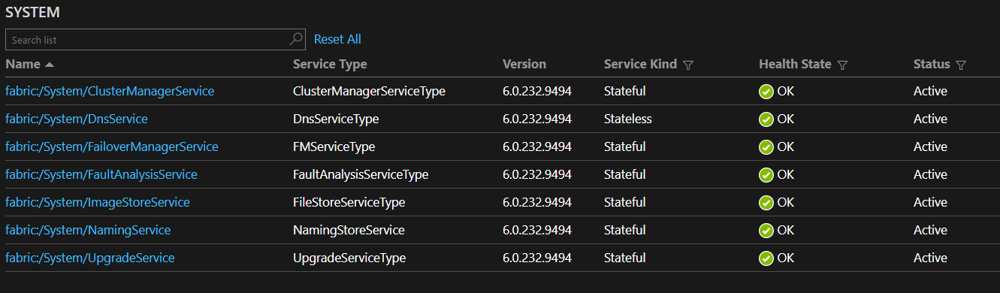 SYSTEM
Search list Reset All
Name Service Type Version Service Kind Health State Status
fabric:/System/ClusterManagerService ClusterManagerServiceType 6.0.232.9494 Stateful OK Active
fabric:/System/DnsService DnsServiceType 6.0.232.9494 Stateless OK Active
fabric:/System/FailoverManagerService FMServiceType 6.0.232.9494 Stateful OK Active
fabric:/System/FaultAnalysisService FaultAnalysisServiceType 6.0.232.9494 Stateful OK Active
fabric:/System/ImageStoreService FileStoreServiceType 6.0.232.9494 Stateful OK Active
fabric:/System/NamingService NamingStoreService 6.0.232.9494 Stateful OK Active
fabric:/System/UpgradeService UpgradeServiceType 6.0.232.9494 Stateful OK Active